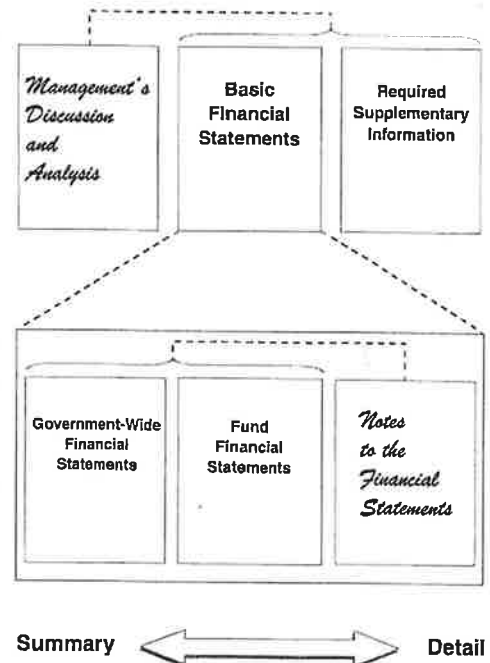 Management's
Discussion
and
Analysis
Basic
Financial
Statements
Required
Supplementary
Information
Government-Wide
Financial
Statements
Fund
Financial
Statements
Notes
to the
Financial
Statements
Summary
Detail